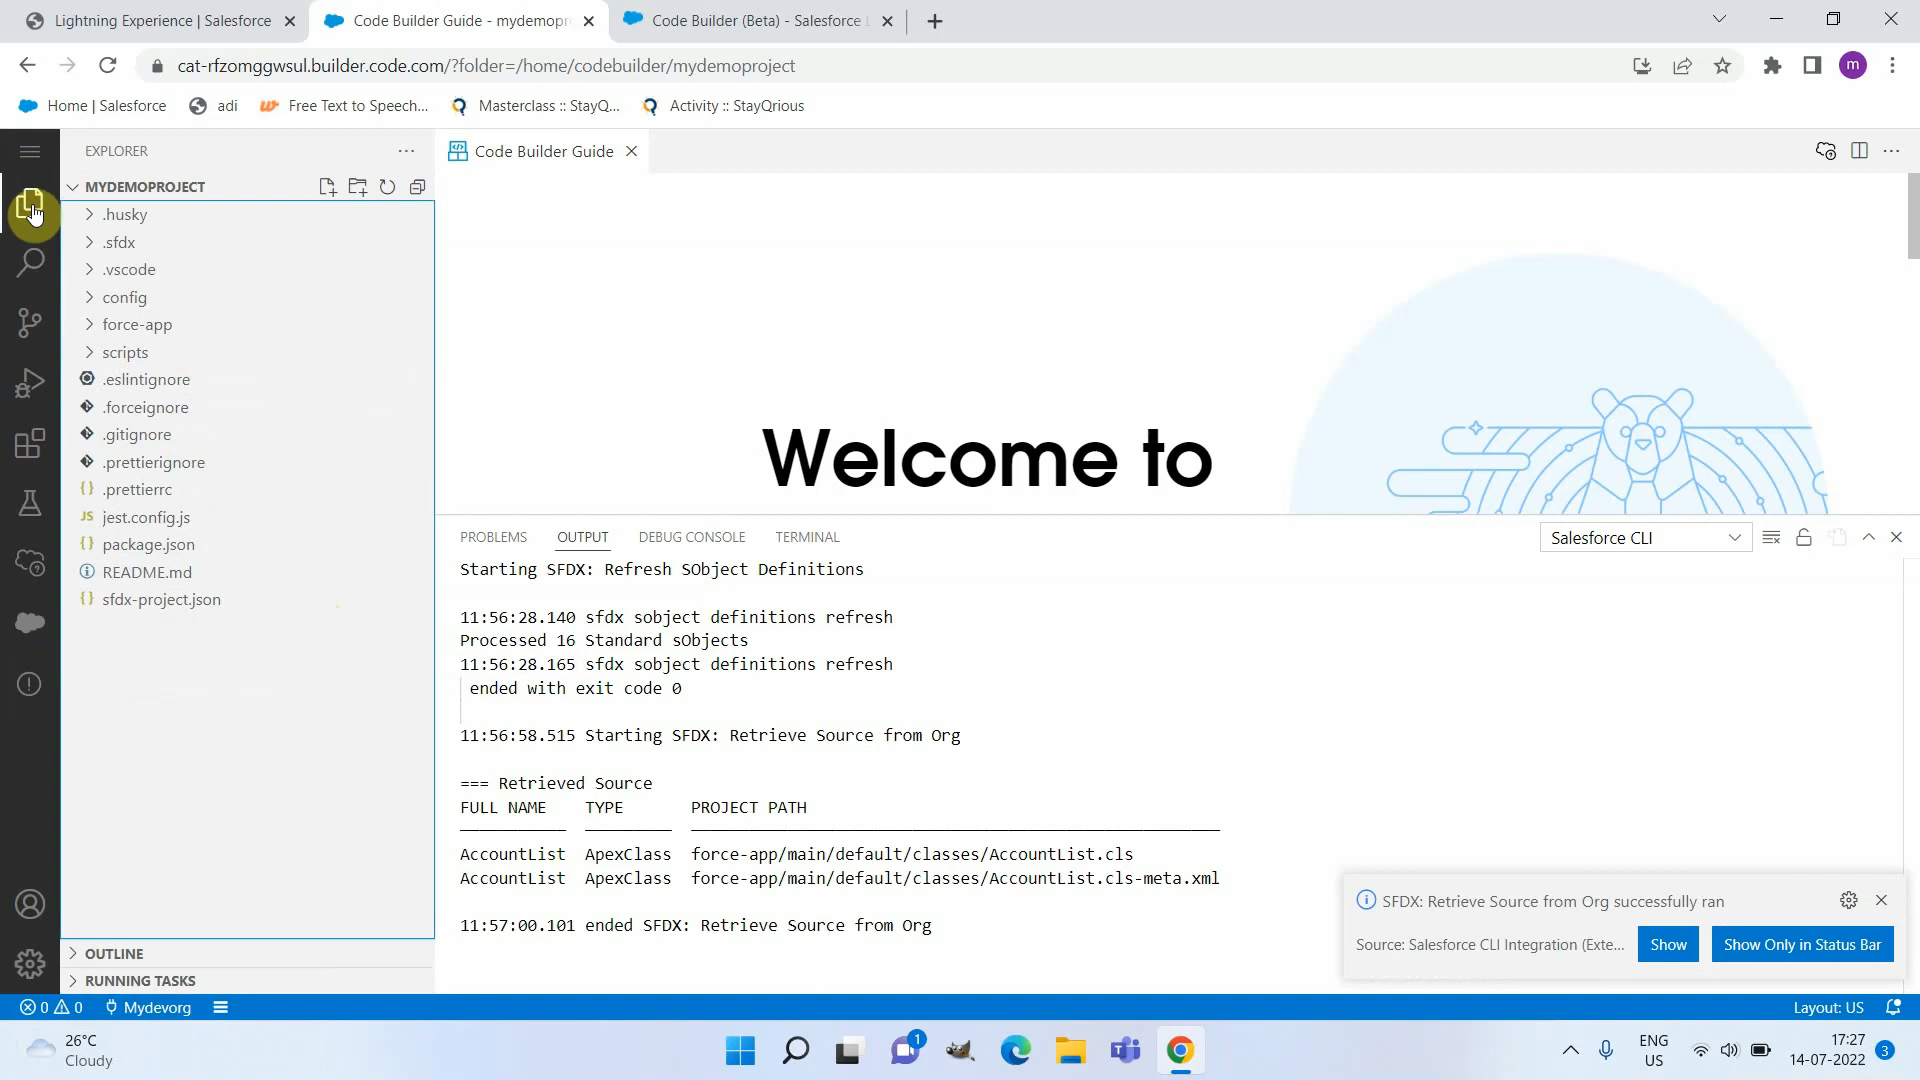 Lightning Experience | Salesforce
Code Builder Guide - mydemopr
Code Builder (Beta) - Salesforce
cat-rfzomggwsul.builder.code.com/?folder=/home/codebuilder/mydemoproject
m
Home | Salesforce
adi
Free Text to Speech...
Masterclass :: StayQ...
Activity :: StayQrious
EXPLORER
Code Builder Guide
MYDEMOPROJECT
.husky
.sfdx
.vscode
config
force-app
scripts
.eslintignore
.forceignore
.gitignore
.prettierignore
.prettierrc
JS jest.config.js
package.json
README.md
sfdx-project.json
OUTLINE
RUNNING TASKS
Welcome to
PROBLEMS OUTPUT DEBUG CONSOLE TERMINAL
Salesforce CLI
Starting SFDX: Refresh SObject Definitions
11:56:28.140 sfdx sobject definitions refresh
Processed 16 Standard sObjects
11:56:28.165 sfdx sobject definitions refresh
ended with exit code 0
11:56:58.515 Starting SFDX: Retrieve Source from Org
=== Retrieved Source
FULL NAME TYPE PROJECT PATH
AccountList ApexClass force-app/main/default/classes/AccountList.cls
AccountList ApexClass force-app/main/default/classes/AccountList.cls-meta.xml
11:57:00.101 ended SFDX: Retrieve Source from Org
SFDX: Retrieve Source from Org successfully ran
Source: Salesforce CLI Integration (Exte...
Show
Show Only in Status Bar
0 0 Mydevorg
Layout: US
26°C
Cloudy
1
ENG
US
17:27
14-07-2022
3